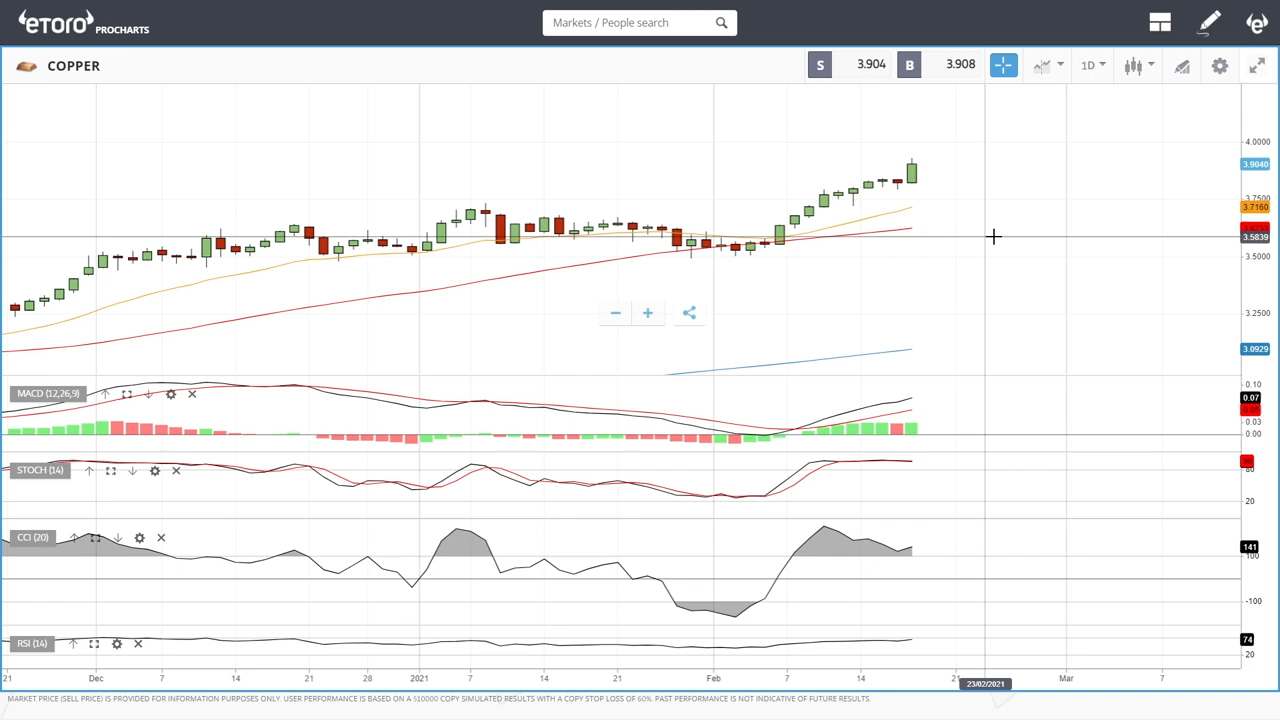 eToro PROCHARTS
Markets / People search
COPPER
S 3.904 B 3.908
1D
4.0000
3.9040
3.7500
3.7160
3.5839
3.5000
3.2500
3.0929
MACD (12,26,9)
0.10
0.07
0.05
0.03
0.00
STOCH (14)
80
20
CCI (20)
141
100
-100
RSI (14)
74
20
21 Dec 7 14 21 28 2021 7 14 21 Feb 7 14 21 Mar 7
23/02/2021
MARKET PRICE (SELL PRICE) IS PROVIDED FOR INFORMATION PURPOSES ONLY. USER PERFORMANCE IS BASED ON A $10000 COPY SIMULATED RESULTS WITH A COPY STOP LOSS OF 60%. PAST PERFORMANCE IS NOT INDICATIVE OF FUTURE RESULTS.